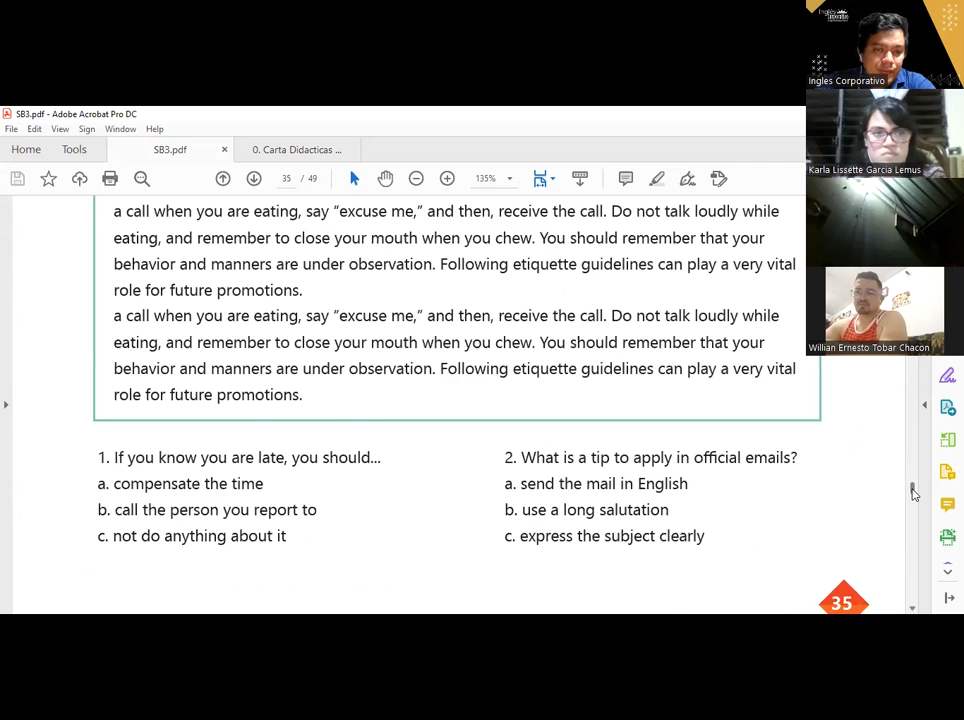 Inglés
Corporativo
Ingles Corporativo
Karla Lissette Garcia Lemus
Willian Ernesto Tobar Chacon
SB3.pdf - Adobe Acrobat Pro DC
File Edit View Sign Window Help
Home Tools SB3.pdf × 0. Carta Didacticas ...
35 / 49 135%
a call when you are eating, say “excuse me,” and then, receive the call. Do not talk loudly while
eating, and remember to close your mouth when you chew. You should remember that your
behavior and manners are under observation. Following etiquette guidelines can play a very vital
role for future promotions.
a call when you are eating, say “excuse me,” and then, receive the call. Do not talk loudly while
eating, and remember to close your mouth when you chew. You should remember that your
behavior and manners are under observation. Following etiquette guidelines can play a very vital
role for future promotions.
1. If you know you are late, you should...
a. compensate the time
b. call the person you report to
c. not do anything about it
2. What is a tip to apply in official emails?
a. send the mail in English
b. use a long salutation
c. express the subject clearly
35